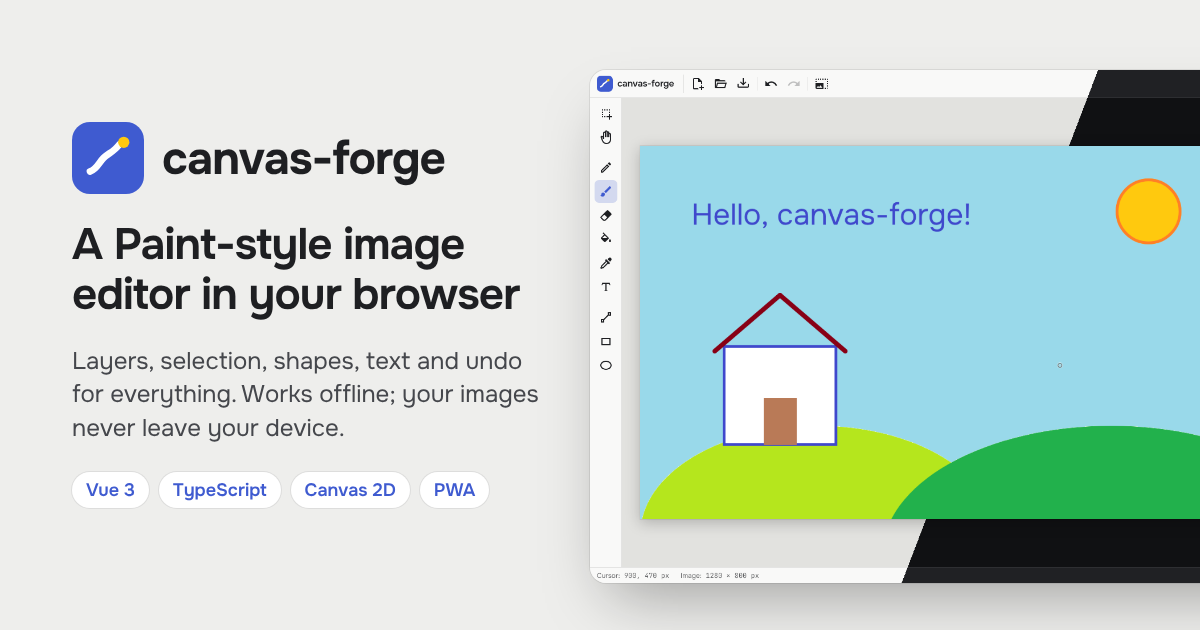 canvas-forge
A Paint-style image
editor in your browser
Layers, selection, shapes, text and undo
for everything. Works offline; your images
never leave your device.
Vue 3 TypeScript Canvas 2D PWA
canvas-forge
T
Hello, canvas-forge!
Cursor: 900, 470 px Image: 1280 × 800 px